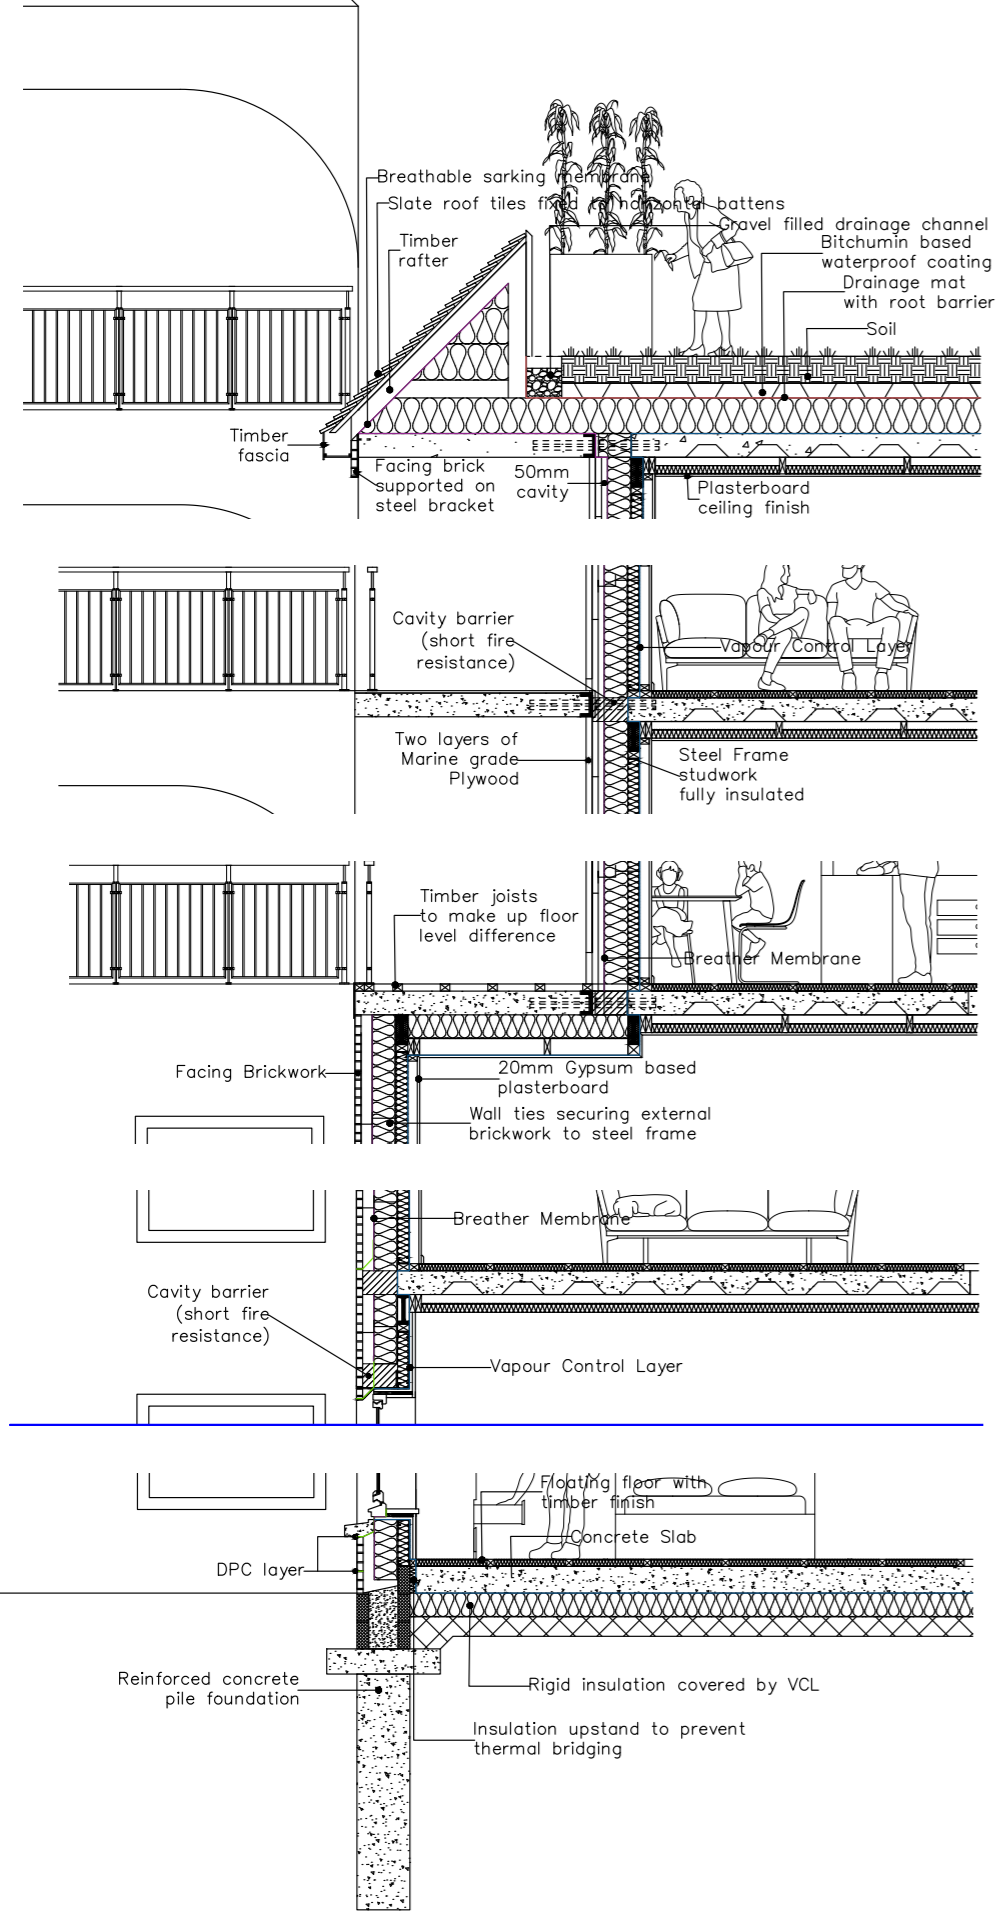 Breathable sarking membrane
Slate roof tiles fixed to horizontal battens
Gravel filled drainage channel
Timber
rafter
Bitchumin based
waterproof coating
Drainage mat
with root barrier
Soil
Timber
fascia
Facing brick
supported on
steel bracket
50mm
cavity
Plasterboard
ceiling finish
Cavity barrier
(short fire
resistance)
Vapour Control Layer
Two layers of
Marine grade
Plywood
Steel Frame
studwork
fully insulated
Timber joists
to make up floor
level difference
Breather Membrane
Facing Brickwork
20mm Gypsum based
plasterboard
Wall ties securing external
brickwork to steel frame
Breather Membrane
Cavity barrier
(short fire
resistance)
Vapour Control Layer
Floating floor with
timber finish
Concrete Slab
DPC layer
Reinforced concrete
pile foundation
Rigid insulation covered by VCL
Insulation upstand to prevent
thermal bridging